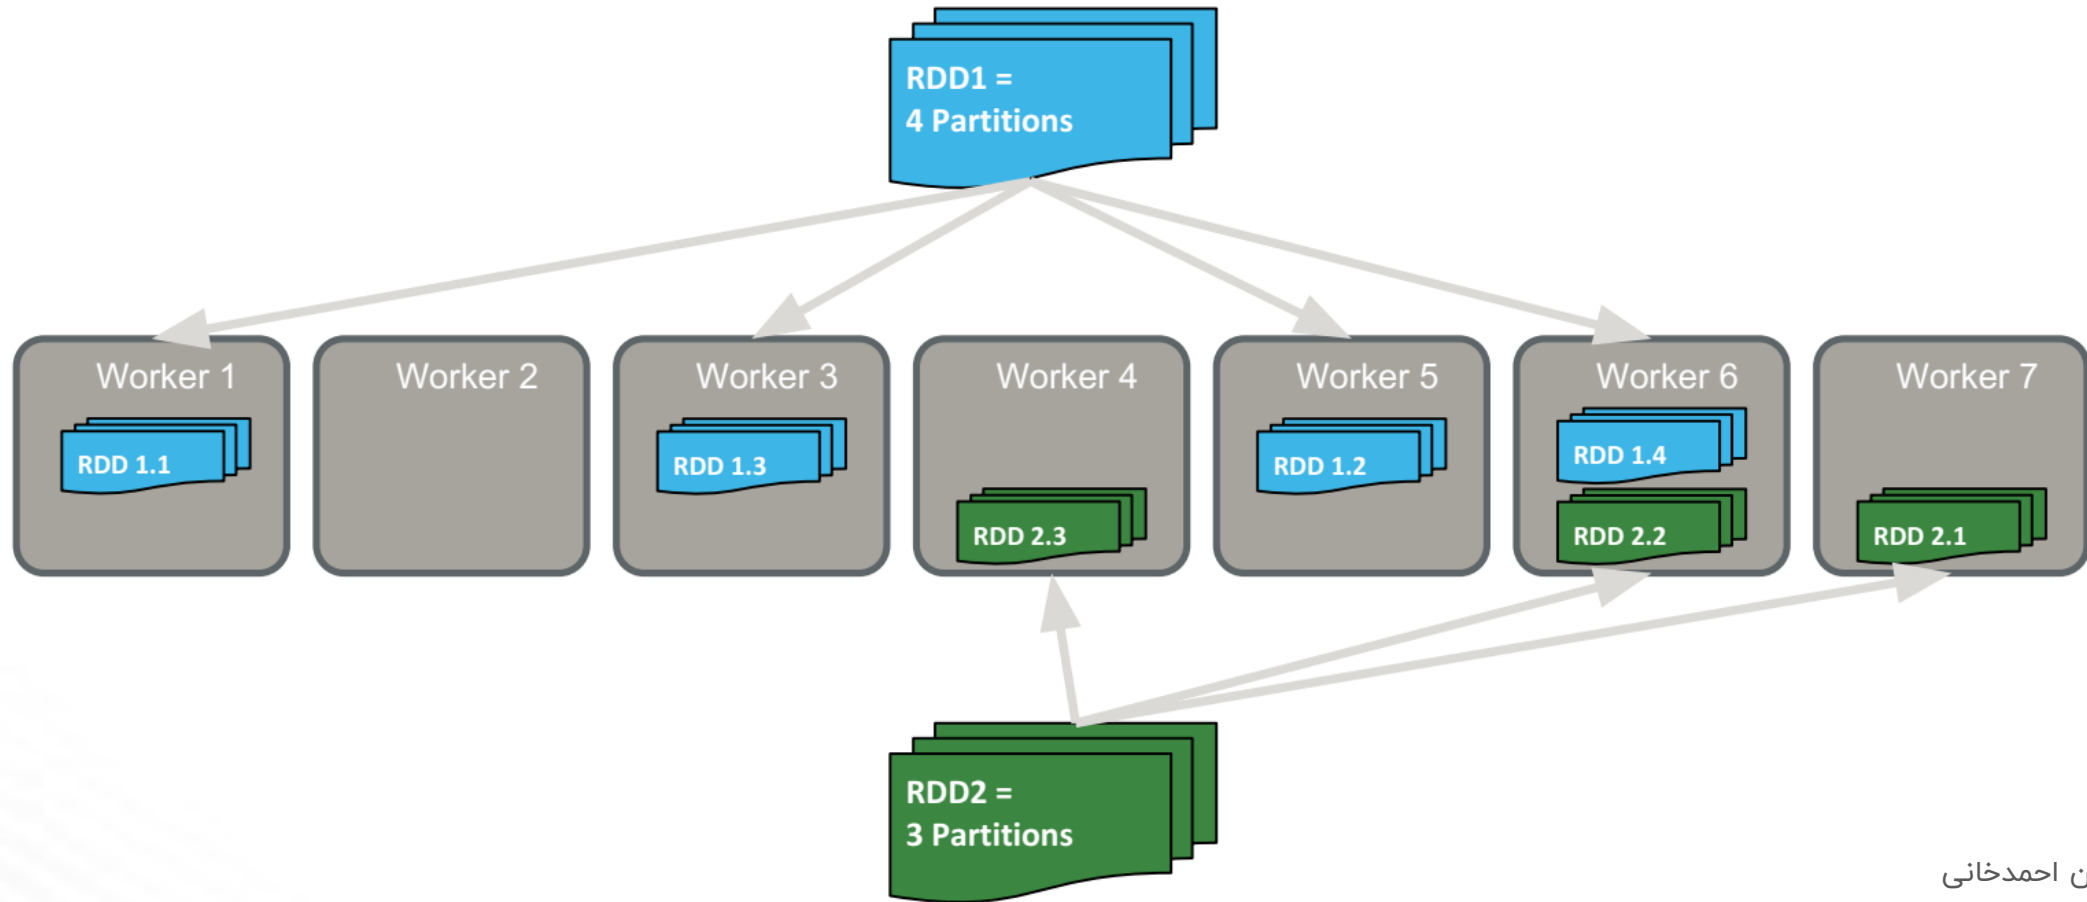 RDD1 =
4 Partitions
Worker 1
Worker 2
Worker 3
Worker 4
Worker 5
Worker 6
Worker 7
RDD 1.1
RDD 1.3
RDD 1.2
RDD 1.4
RDD 2.3
RDD 2.2
RDD 2.1
RDD2 =
3 Partitions
احمدخانی